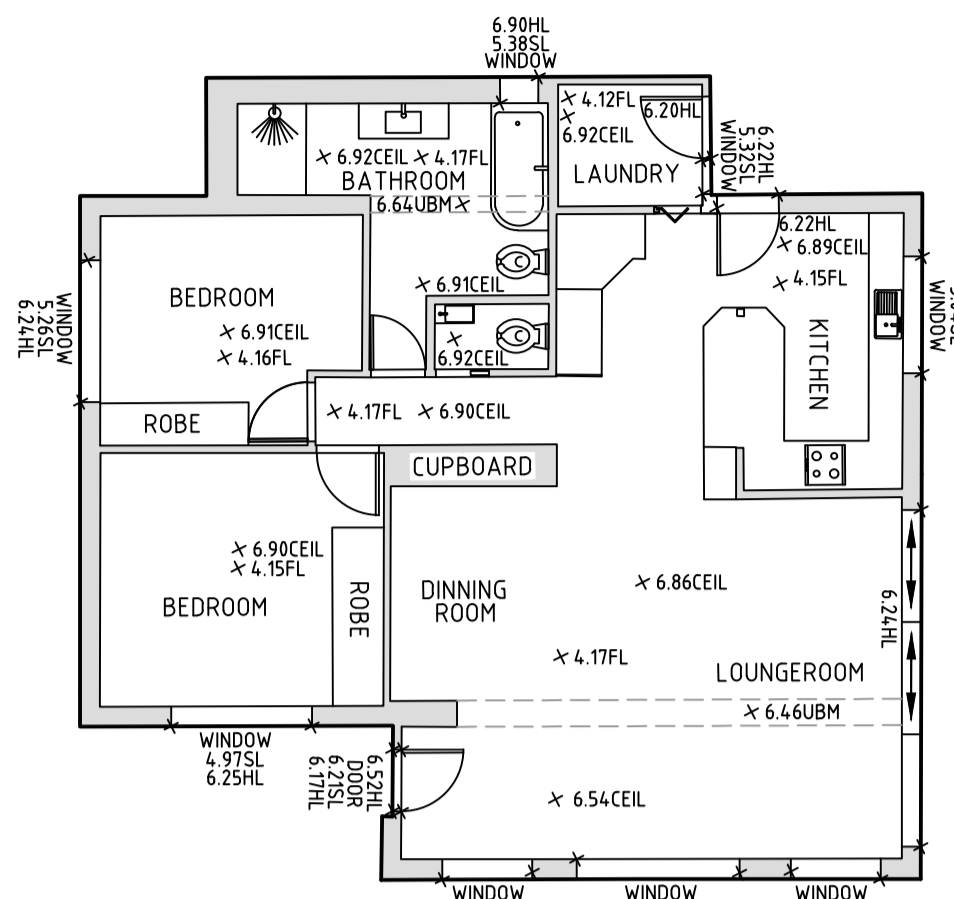 6.90HL
5.38SL
WINDOW
4.12FL
6.20HL
6.92CEIL
LAUNDRY
WINDOW
5.32SL
6.22HL
6.92CEIL
4.17FL
BATHROOM
6.64UBM
6.22HL
6.89CEIL
4.15FL
6.91CEIL
BEDROOM
6.91CEIL
4.16FL
WINDOW
5.26SL
6.24HL
6.92CEIL
KITCHEN
WINDOW
ROBE
4.17FL
6.90CEIL
CUPBOARD
6.90CEIL
4.15FL
BEDROOM
ROBE
DINNING
ROOM
6.86CEIL
6.24HL
4.17FL
LOUNGEROOM
6.46UBM
WINDOW
4.97SL
6.25HL
6.52HL
DOOR
6.21SL
6.17HL
6.54CEIL
WINDOW
WINDOW
WINDOW